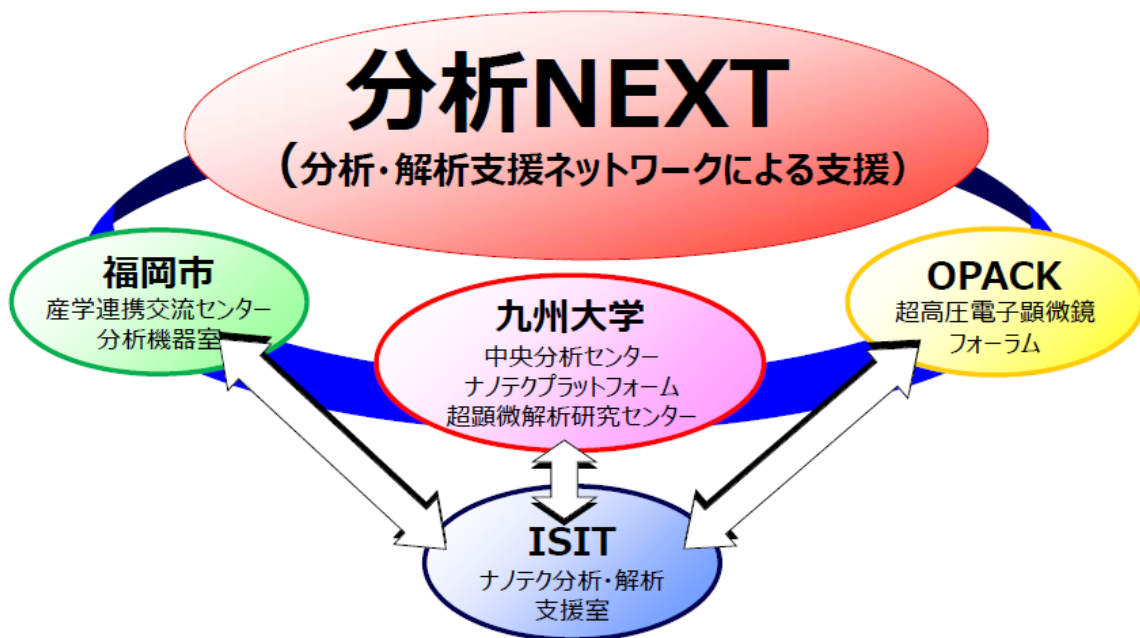 分析NEXT
(分析・解析支援ネットワークによる支援)
福岡市
産学連携交流センター
分析機器室
九州大学
中央分析センター
ナノテクプラットフォーム
超顕微解析研究センター
OPACK
超高圧電子顕微鏡
フォーラム
ISIT
ナノテク分析・解析
支援室